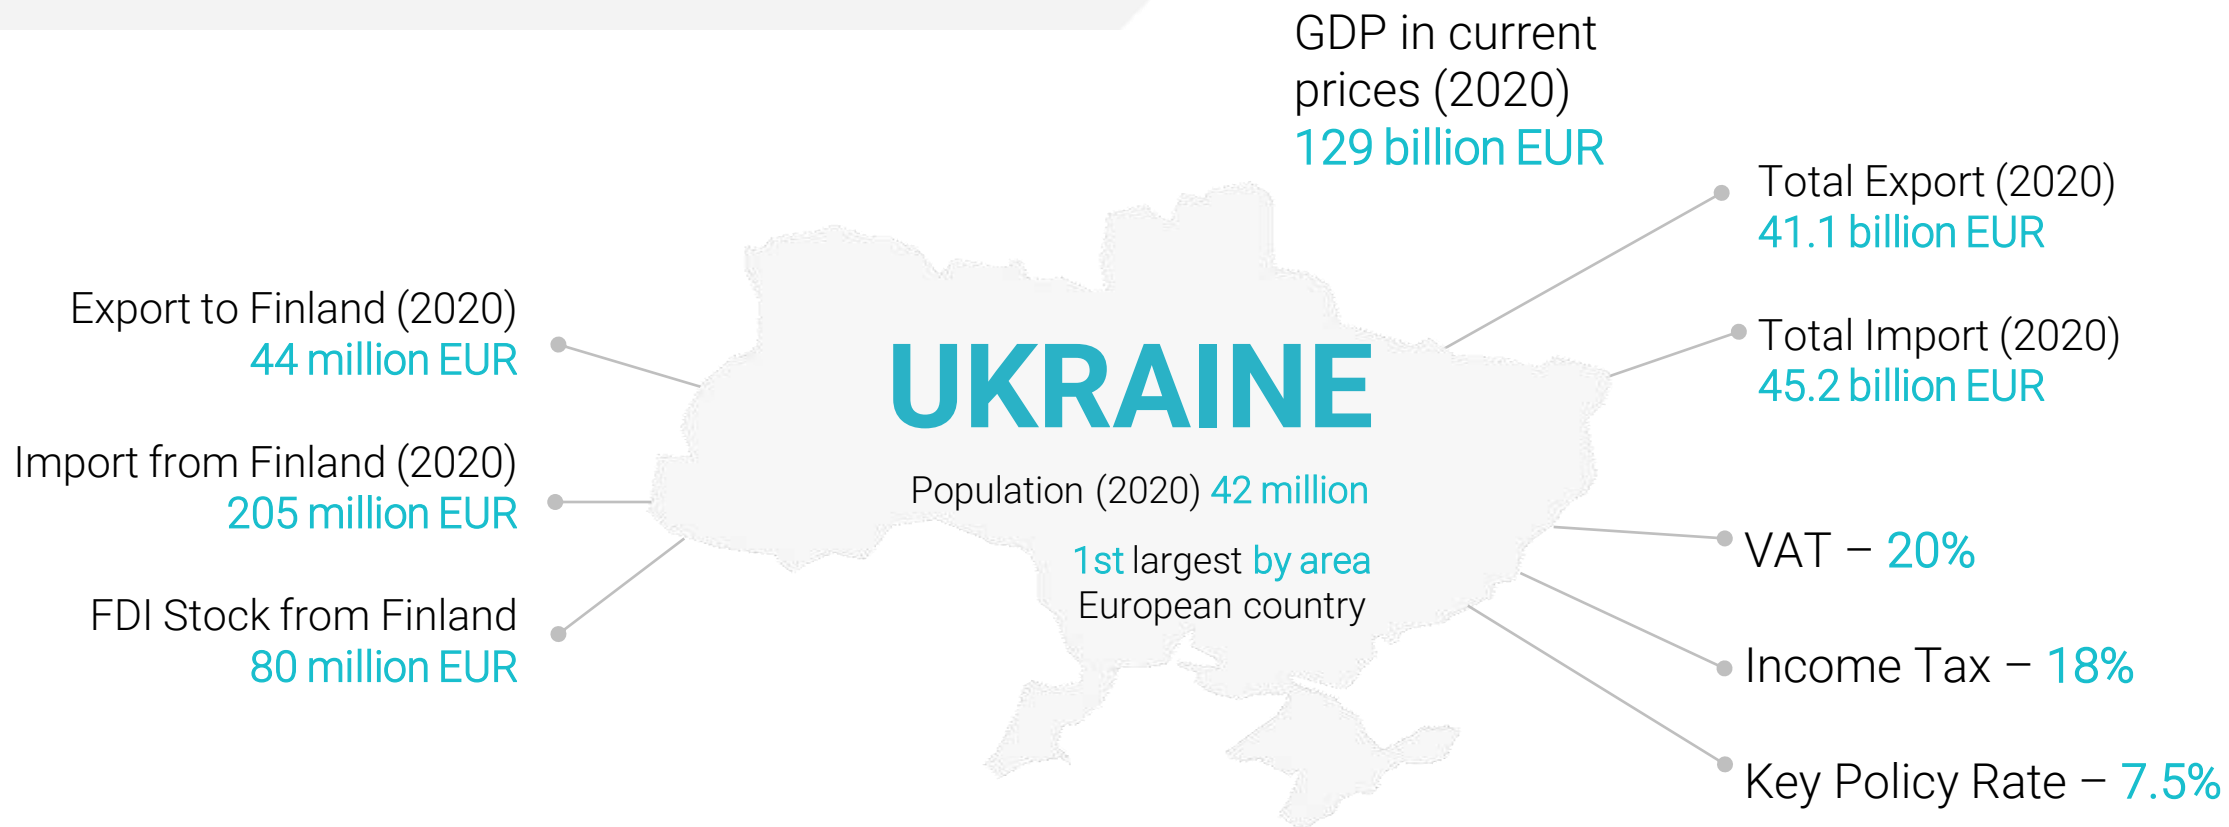 GDP in current
prices (2020)
129 billion EUR
Total Export (2020)
41.1 billion EUR
Export to Finland (2020)
44 million EUR
Total Import (2020)
45.2 billion EUR
UKRAINE
Import from Finland (2020)
205 million EUR
Population (2020) 42 million
1st largest by area
European country
VAT – 20%
FDI Stock from Finland
80 million EUR
Income Tax – 18%
Key Policy Rate – 7.5%